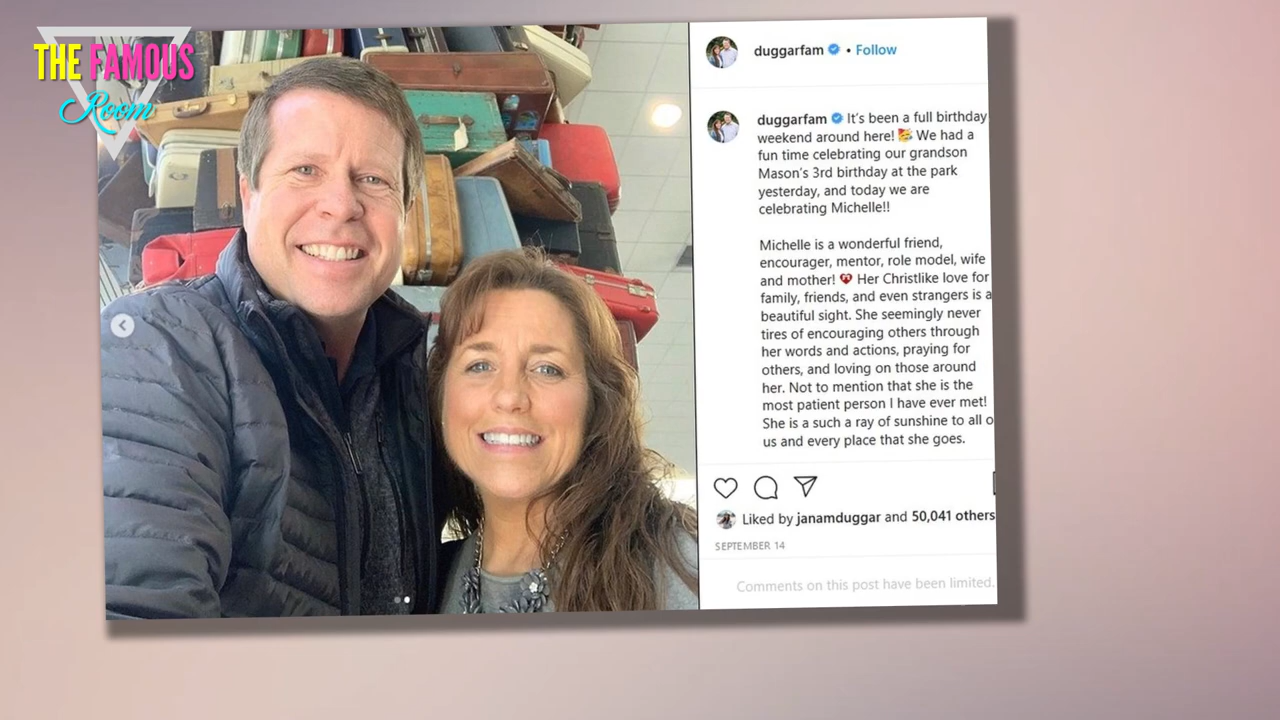 THE FAMOUS
Room
duggarfam • Follow
duggarfam It's been a full birthday
weekend around here! 🥳 We had a
fun time celebrating our grandson
Mason's 3rd birthday at the park
yesterday, and today we are
celebrating Michelle!!
Michelle is a wonderful friend,
encourager, mentor, role model, wife
and mother! 💖 Her Christlike love for
family, friends, and even strangers is a
beautiful sight. She seemingly never
tires of encouraging others through
her words and actions, praying for
others, and loving on those around
her. Not to mention that she is the
most patient person I have ever met!
She is a such a ray of sunshine to all o
us and every place that she goes.
Liked by janamduggar and 50,041 others
SEPTEMBER 14
Comments on this post have been limited.